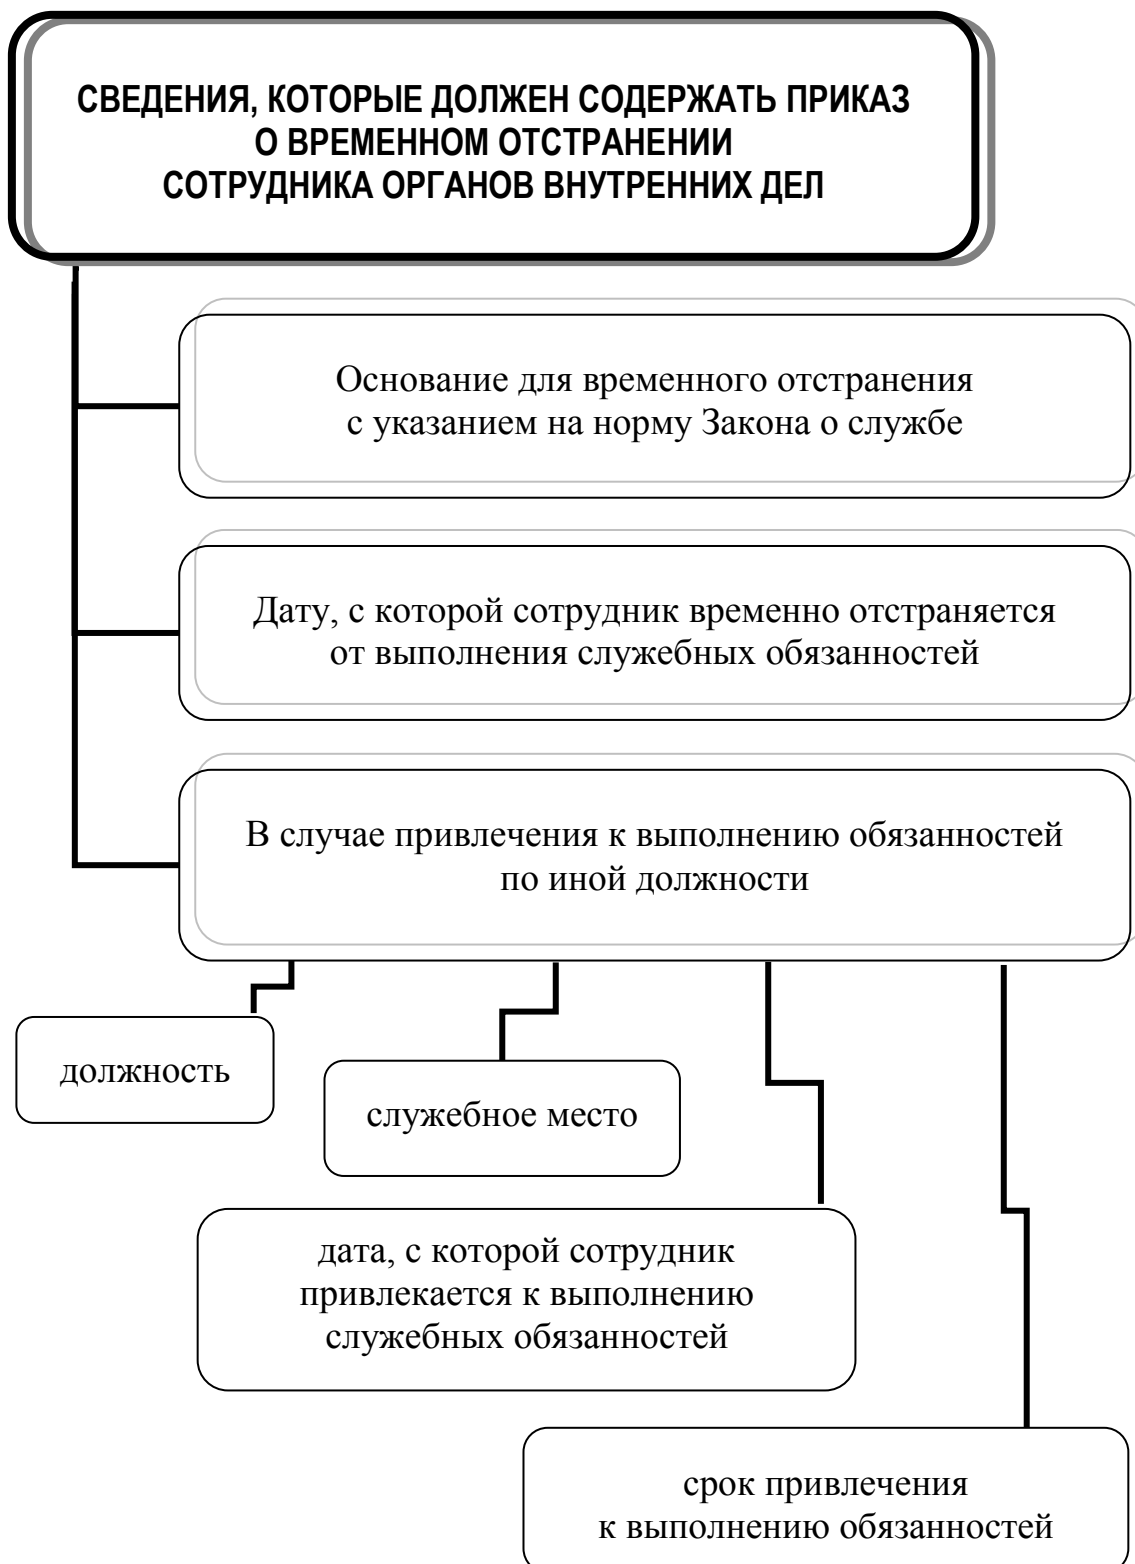 СВЕДЕНИЯ, КОТОРЫЕ ДОЛЖЕН СОДЕРЖАТЬ ПРИКАЗ
О ВРЕМЕННОМ ОТСТРАНЕНИИ
СОТРУДНИКА ОРГАНОВ ВНУТРЕННИХ ДЕЛ
Основание для временного отстранения
с указанием на норму Закона о службе
Дату, с которой сотрудник временно отстраняется
от выполнения служебных обязанностей
В случае привлечения к выполнению обязанностей
по иной должности
должность
служебное место
дата, с которой сотрудник
привлекается к выполнению
служебных обязанностей
срок привлечения
к выполнению обязанностей